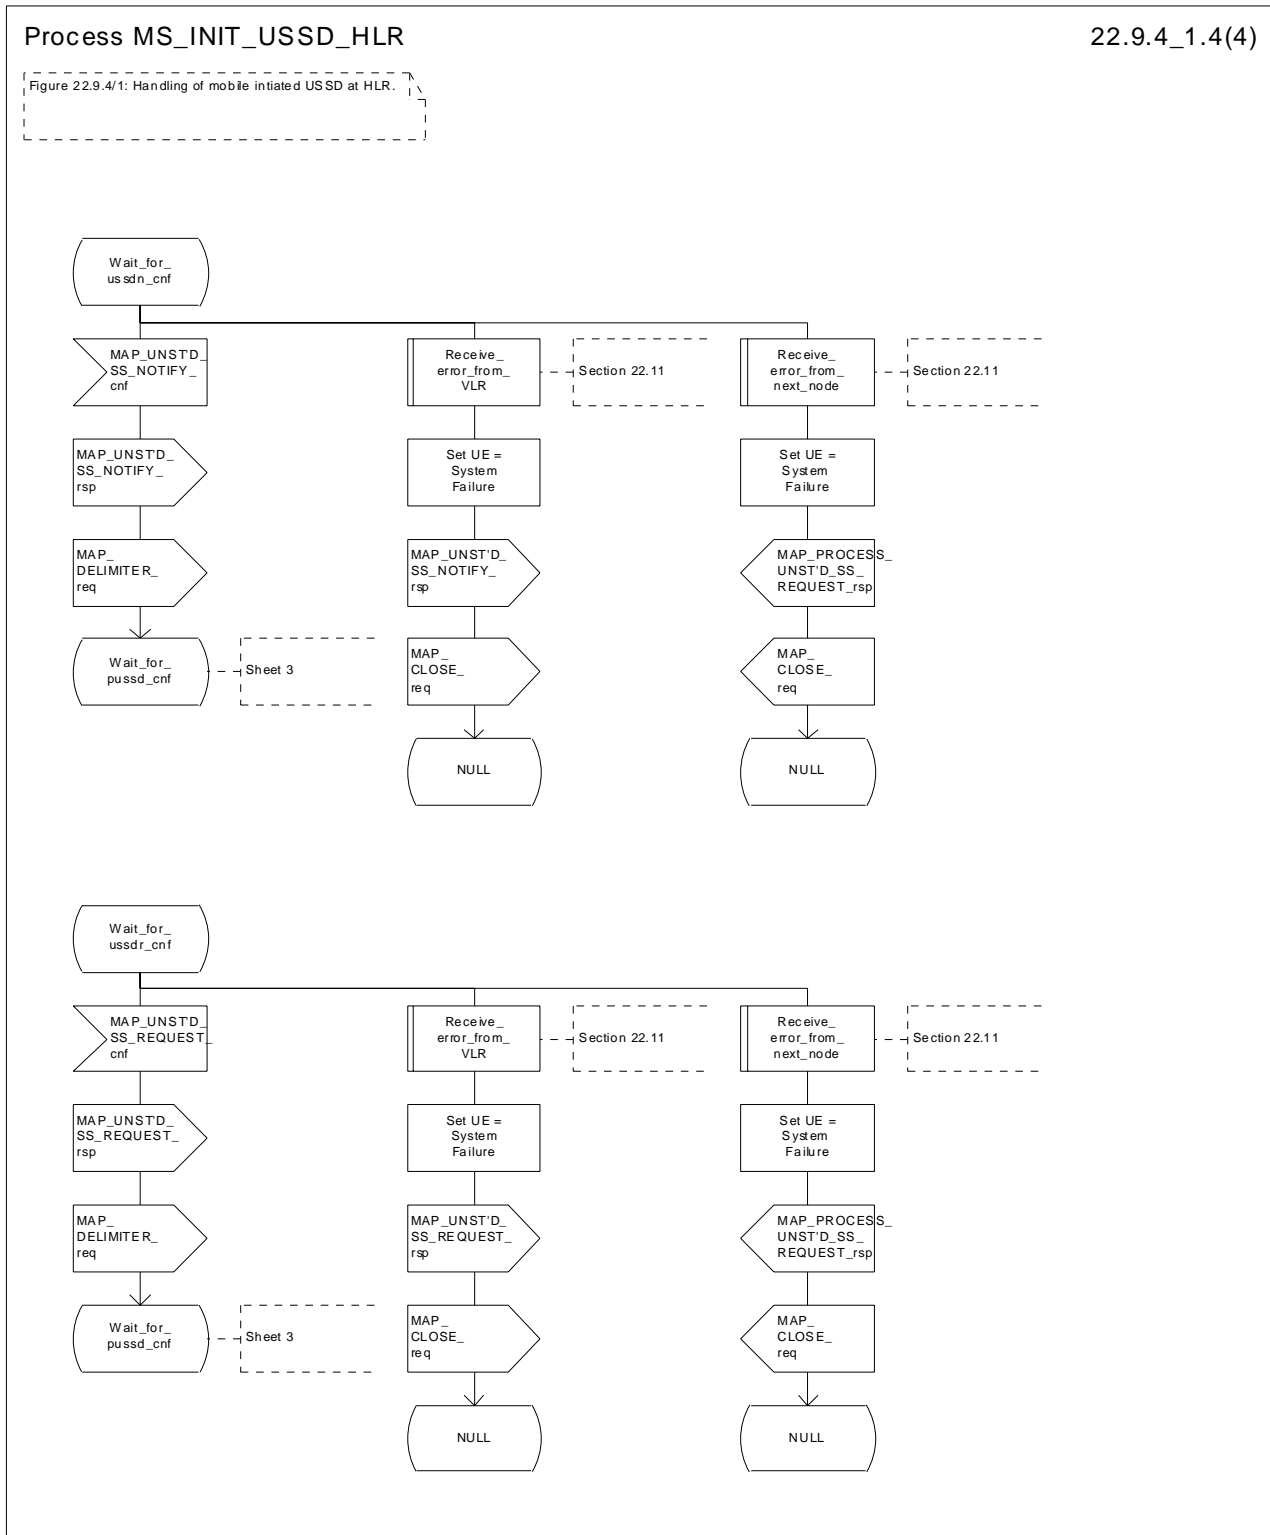 Process MS_INIT_USSD_HLR
22.9.4_1.4(4)
Figure 22.9.4/1: Handling of mobile intiated USSD at HLR.
Wait_for_
ussdn_cnf
MAP_UNST'D_
SS_NOTIFY_
cnf
Receive_
error_from_
VLR
Section 22.11
Receive_
error_from_
next_node
Section 22.11
MAP_UNST'D_
SS_NOTIFY_
rsp
Set UE =
System
Failure
Set UE =
System
Failure
MAP_
DELIMITER_
req
MAP_UNST'D_
SS_NOTIFY_
rsp
MAP_PROCESS_
UNST'D_SS_
REQUEST_rsp
Wait_for_
pussd_cnf
Sheet 3
MAP_
CLOSE_
req
MAP_
CLOSE_
req
NULL
NULL
Wait_for_
ussdr_cnf
MAP_UNST'D_
SS_REQUEST_
cnf
Receive_
error_from_
VLR
Section 22.11
Receive_
error_from_
next_node
Section 22.11
MAP_UNST'D_
SS_REQUEST_
rsp
Set UE =
System
Failure
Set UE =
System
Failure
MAP_
DELIMITER_
req
MAP_UNST'D_
SS_REQUEST_
rsp
MAP_PROCESS_
UNST'D_SS_
REQUEST_rsp
Wait_for_
pussd_cnf
Sheet 3
MAP_
CLOSE_
req
MAP_
CLOSE_
req
NULL
NULL